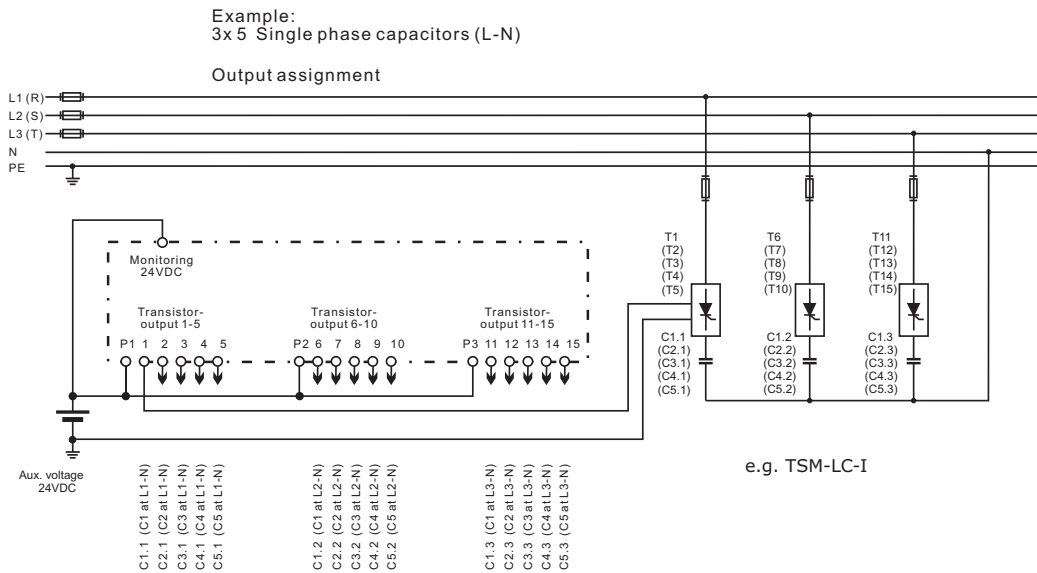 Example:
3x 5 Single phase capacitors (L-N)
Output assignment
L1 (R)
L2 (S)
L3 (T)
N
PE
Monitoring
24VDC
Transistor-
output 1-5
Transistor-
output 6-10
Transistor-
output 11-15
P1 1 2 3 4 5
P2 6 7 8 9 10
P3 11 12 13 14 15
T1
(T2)
(T3)
(T4)
(T5)
T6
(T7)
(T8)
(T9)
(T10)
T11
(T12)
(T13)
(T14)
(T15)
C1.1
(C2.1)
(C3.1)
(C4.1)
(C5.1)
C1.2
(C2.2)
(C3.2)
(C4.2)
(C5.2)
C1.3
(C2.3)
(C3.3)
(C4.3)
(C5.3)
Aux. voltage
24VDC
C1.1 (C1 at L1-N)
C2.1 (C2 at L1-N)
C3.1 (C3 at L1-N)
C4.1 (C4 at L1-N)
C5.1 (C5 at L1-N)
C1.2 (C1 at L2-N)
C2.2 (C2 at L2-N)
C3.2 (C3 at L2-N)
C4.2 (C4 at L2-N)
C5.2 (C5 at L2-N)
C1.3 (C1 at L3-N)
C2.3 (C2 at L3-N)
C3.3 (C3 at L3-N)
C4.3 (C4 at L3-N)
C5.3 (C5 at L3-N)
e.g. TSM-LC-I